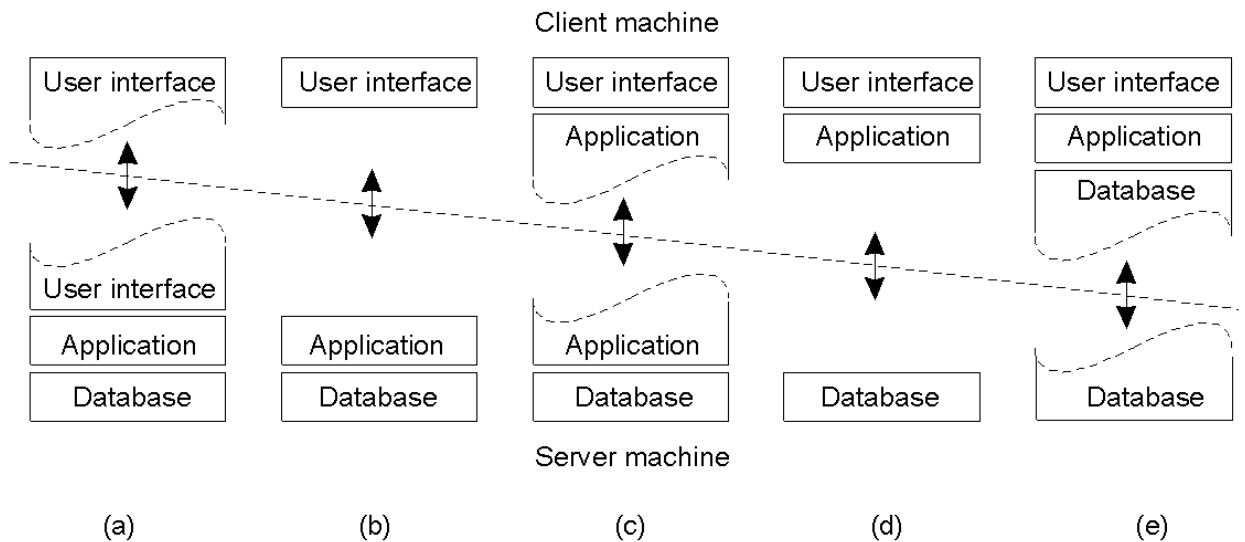 Client machine
User interface
User interface
User interface
User interface
User interface
Application
Application
Application
Database
User interface
Application
Application
Application
Database
Database
Database
Database
Database
Server machine
(a)
(b)
(c)
(d)
(e)